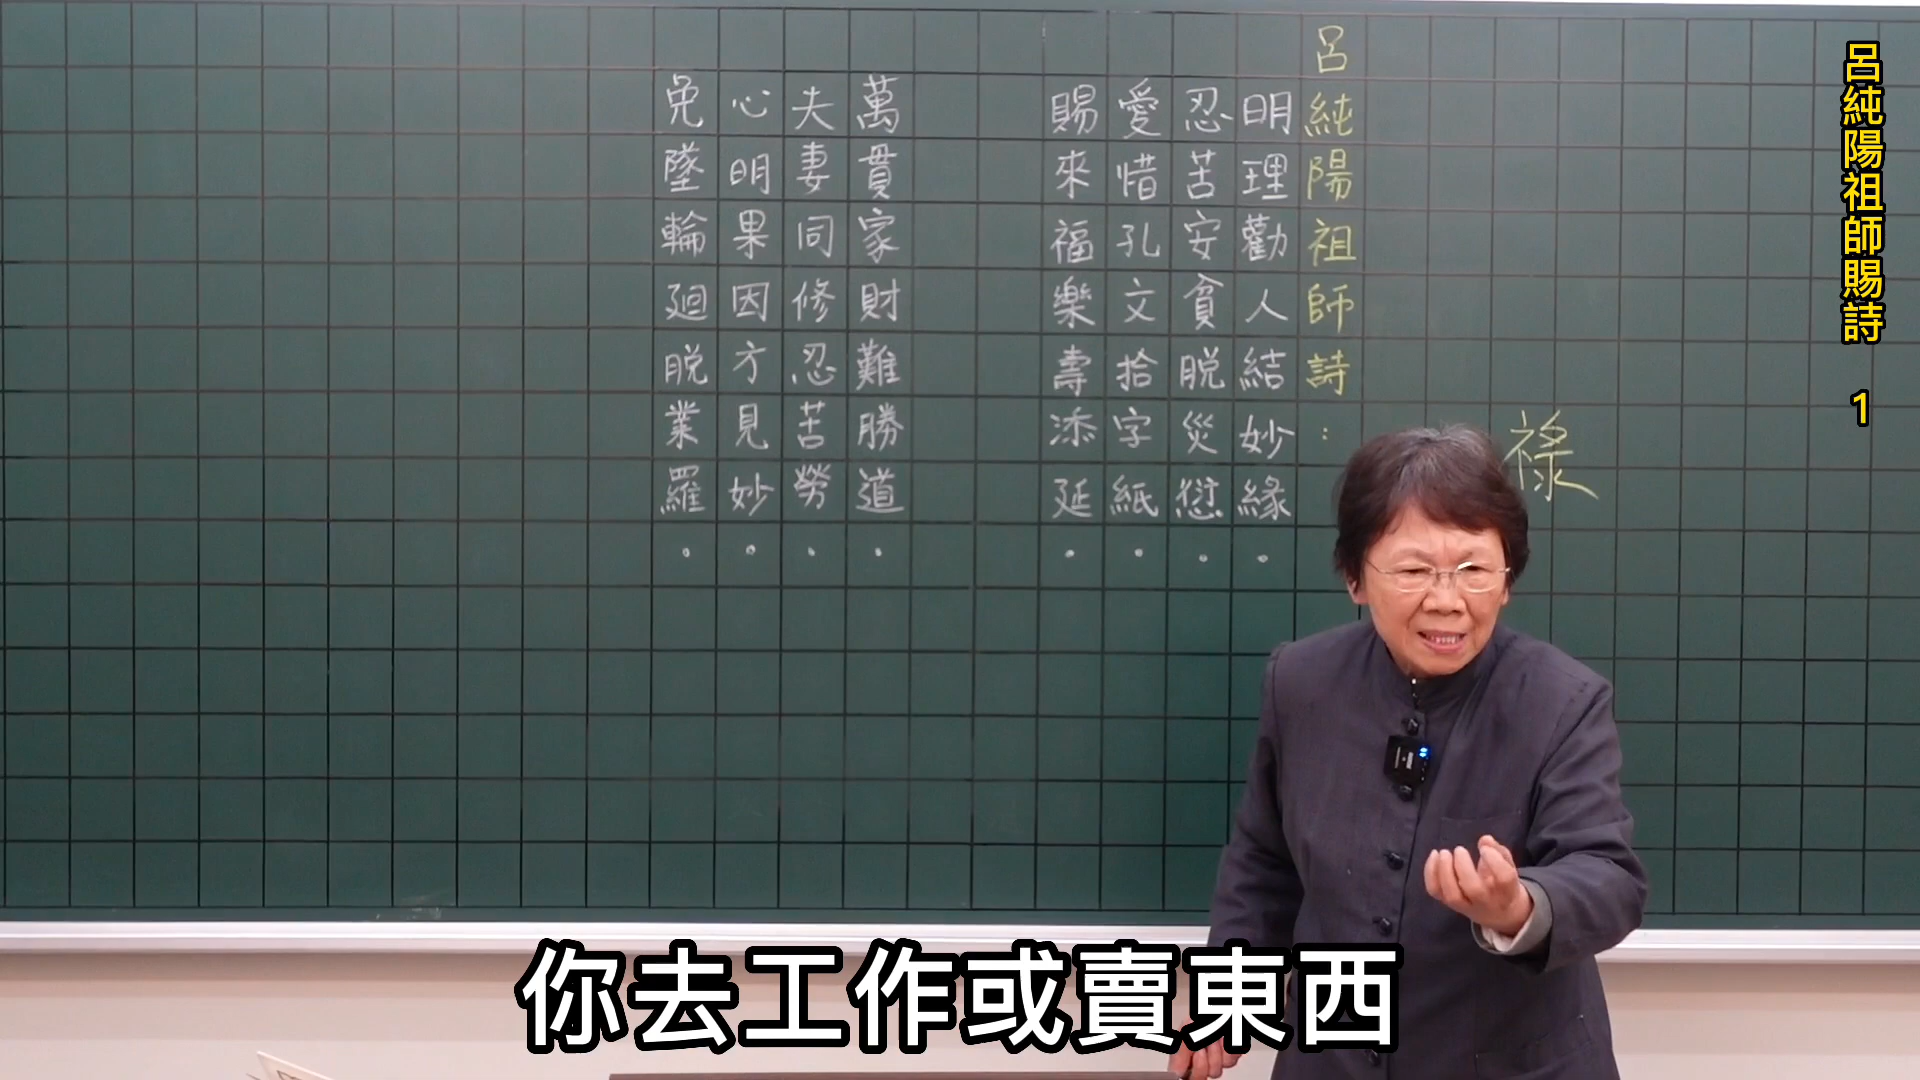 呂純陽祖師賜詩 1
祿
呂純陽祖師詩：
明理勸人結妙緣.
忍苦安貧脫災愆.
愛惜孔文拾字紙.
賜來福樂壽添延.
萬貫家財難勝道.
夫妻同修忍苦勞.
心明果因方見妙.
免墜輪迴脫業羅.
你去工作或賣東西